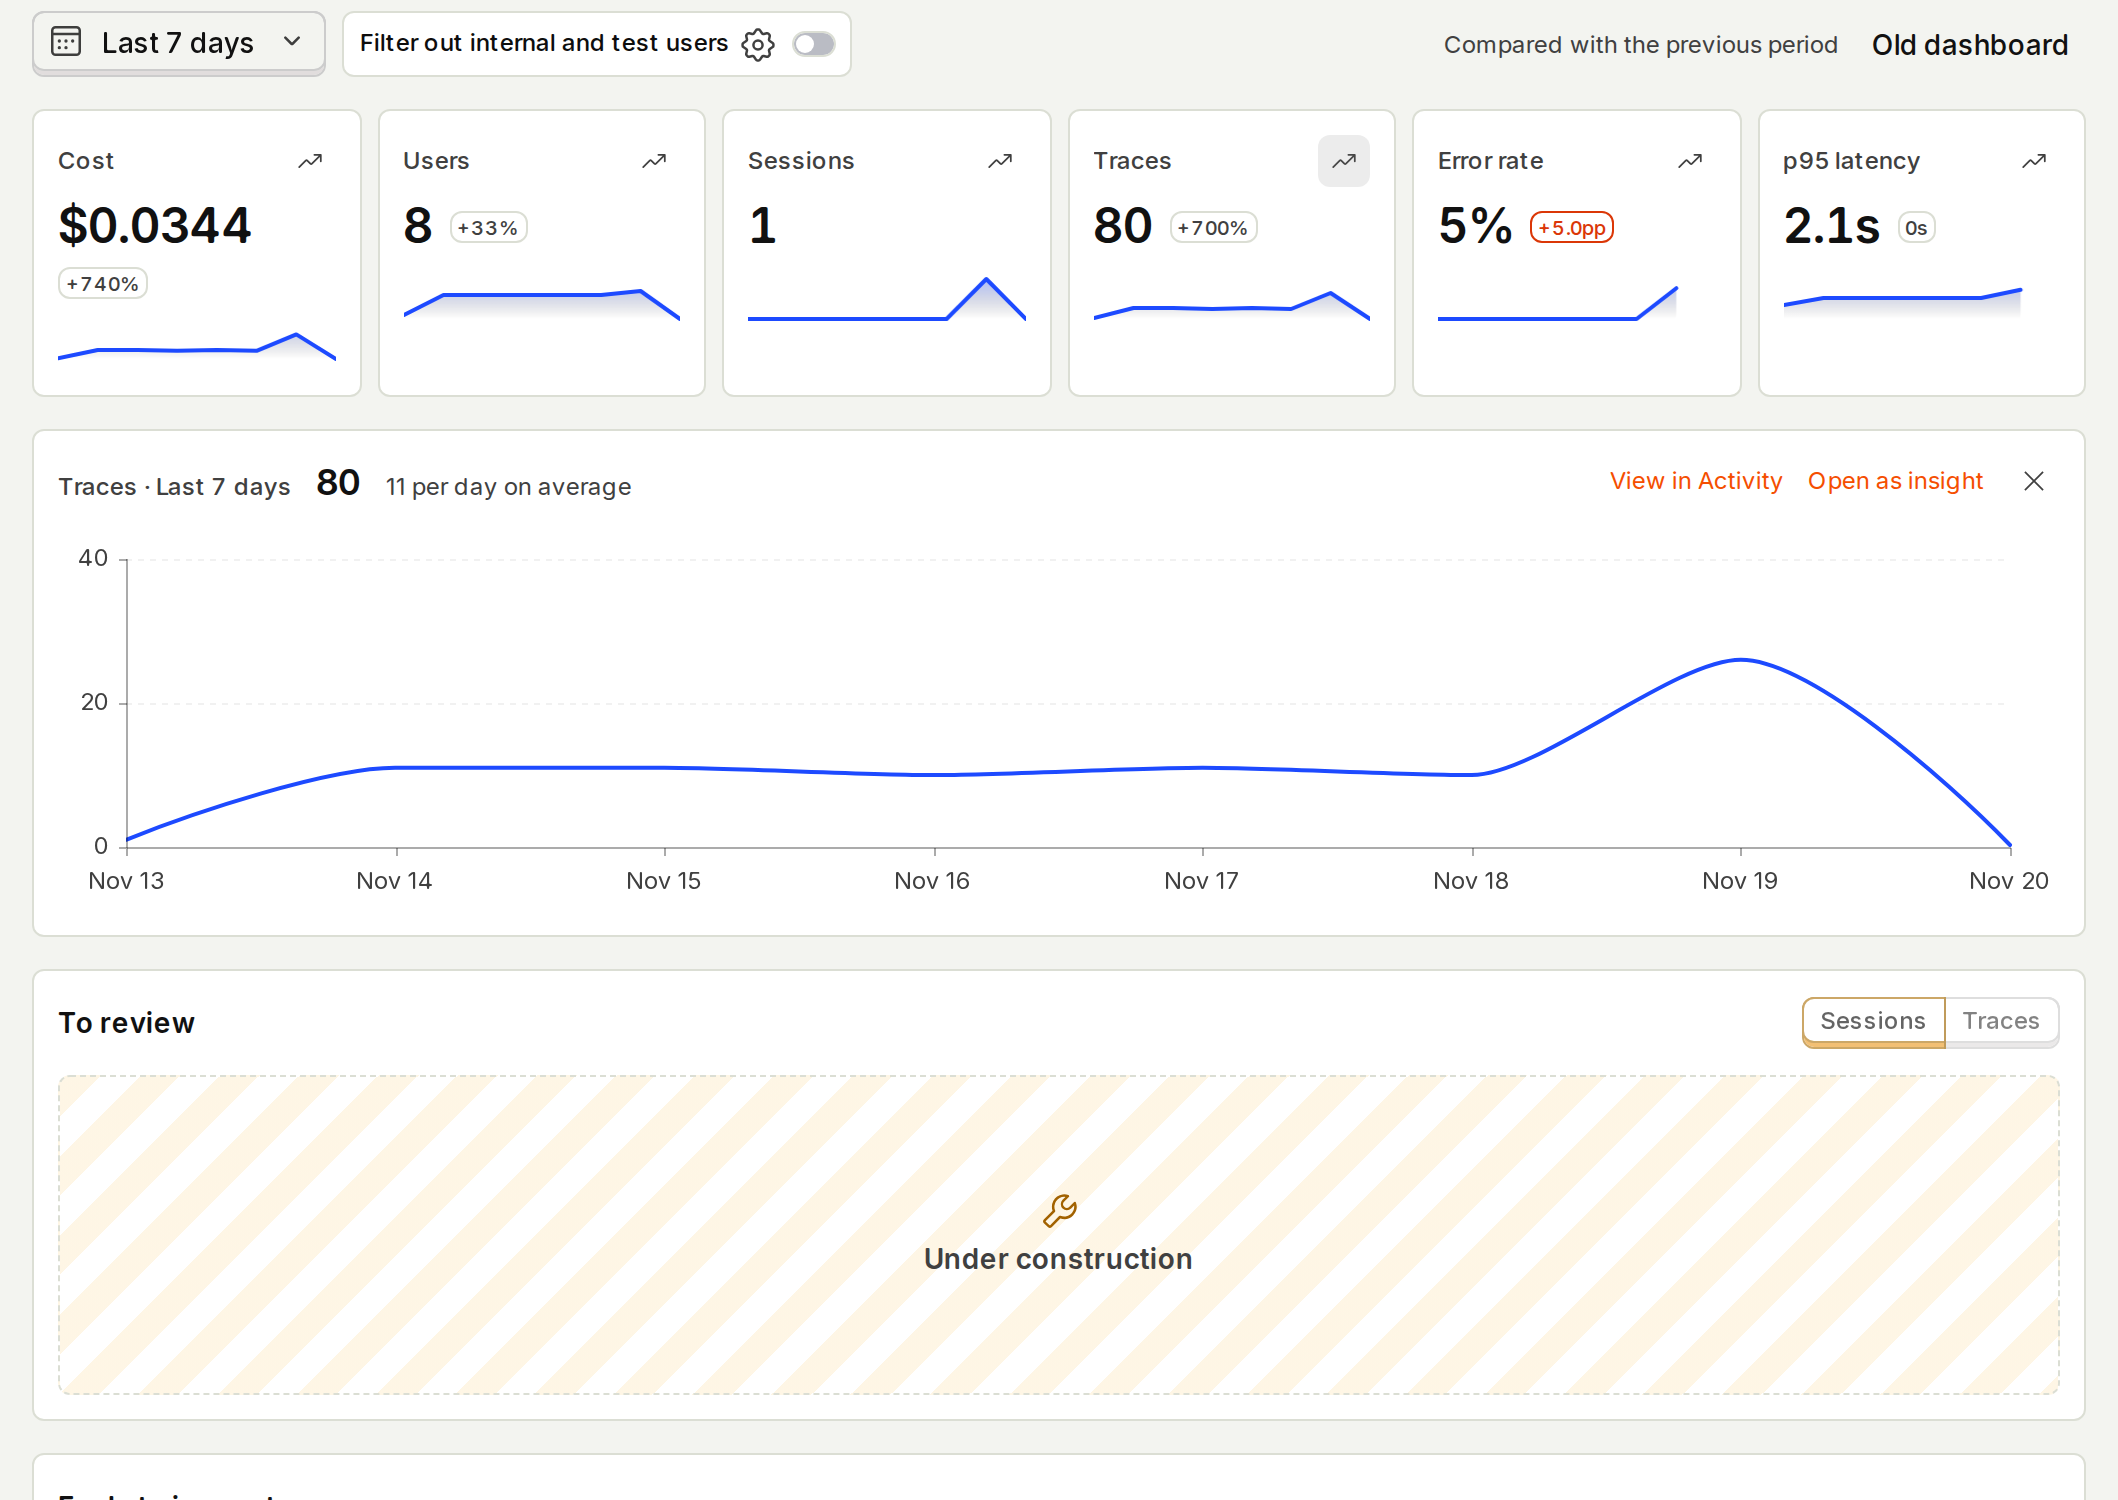 Last 7 days
Filter out internal and test users
Compared with the previous period
Old dashboard
Cost
$0.0344
+740%
Users
8 +33%
Sessions
1
Traces
80 +700%
Error rate
5% +5.0pp
p95 latency
2.1s 0s
Traces · Last 7 days 80 11 per day on average
View in Activity Open as insight
40
20
0
Nov 13 Nov 14 Nov 15 Nov 16 Nov 17 Nov 18 Nov 19 Nov 20
To review
Sessions Traces
Under construction